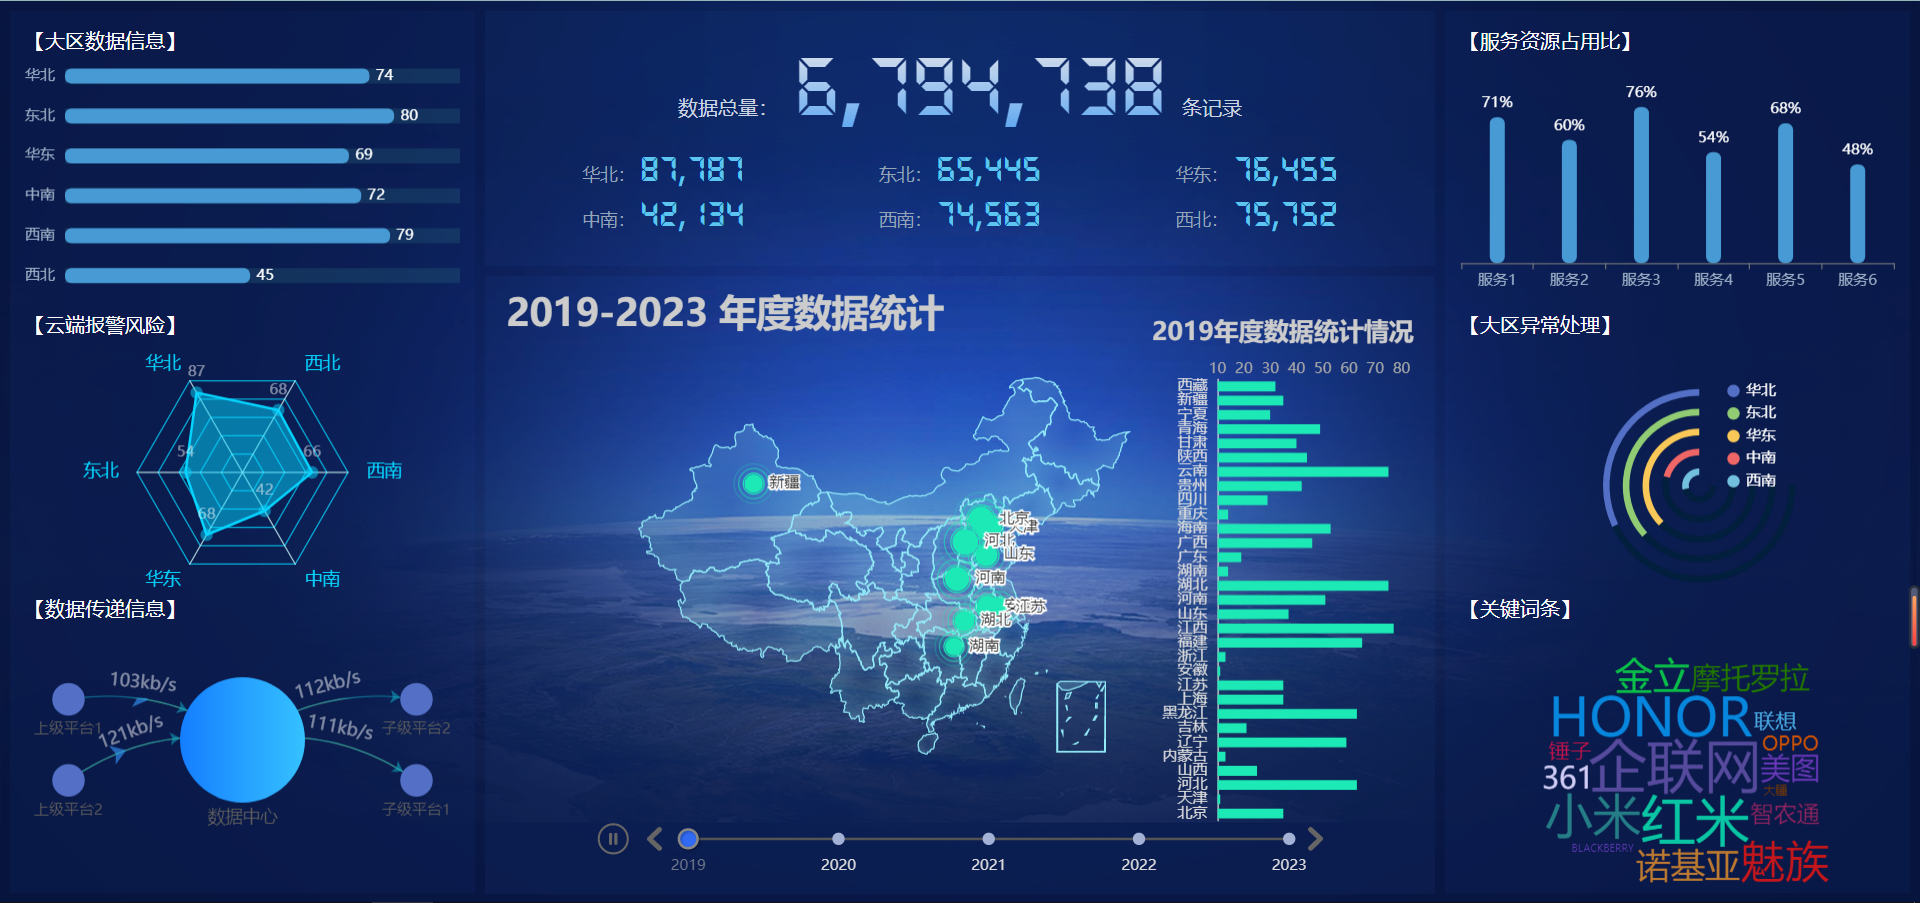 【大区数据信息】
华北 74
东北 80
华东 69
中南 72
西南 79
西北 45
【云端报警风险】
华北 87 西北 68
54 66
东北 西南
42
68
华东 中南
【数据传递信息】
103kb/s 112kb/s
上级平台1 121kb/s 111kb/s 子级平台2
上级平台2 子级平台1
数据中心
数据总量: 6,794,738 条记录
华北: 87,787 东北: 65,445 华东: 76,455
中南: 42,134 西南: 74,563 西北: 75,752
2019-2023 年度数据统计
新疆
北京
天津
河北
山东
河南
安徽
江苏
湖北
湖南
2019年度数据统计情况
10 20 30 40 50 60 70 80
西藏
新疆
宁夏
青海
甘肃
陕西
云南
贵州
四川
重庆
海南
广西
广东
湖南
湖北
河南
山东
江西
福建
浙江
安徽
江苏
上海
黑龙江
吉林
辽宁
内蒙古
山西
河北
天津
北京
2019 2020 2021 2022 2023
【服务资源占用比】
71% 60% 76% 54% 68% 48%
服务1 服务2 服务3 服务4 服务5 服务6
【大区异常处理】
华北
东北
华东
中南
西南
【关键词条】
金立 摩托罗拉
HONOR 联想
锤子 企联网 OPPO
361 美图
大疆
小米 红米 智农通
BLACKBERRY
诺基亚 魅族